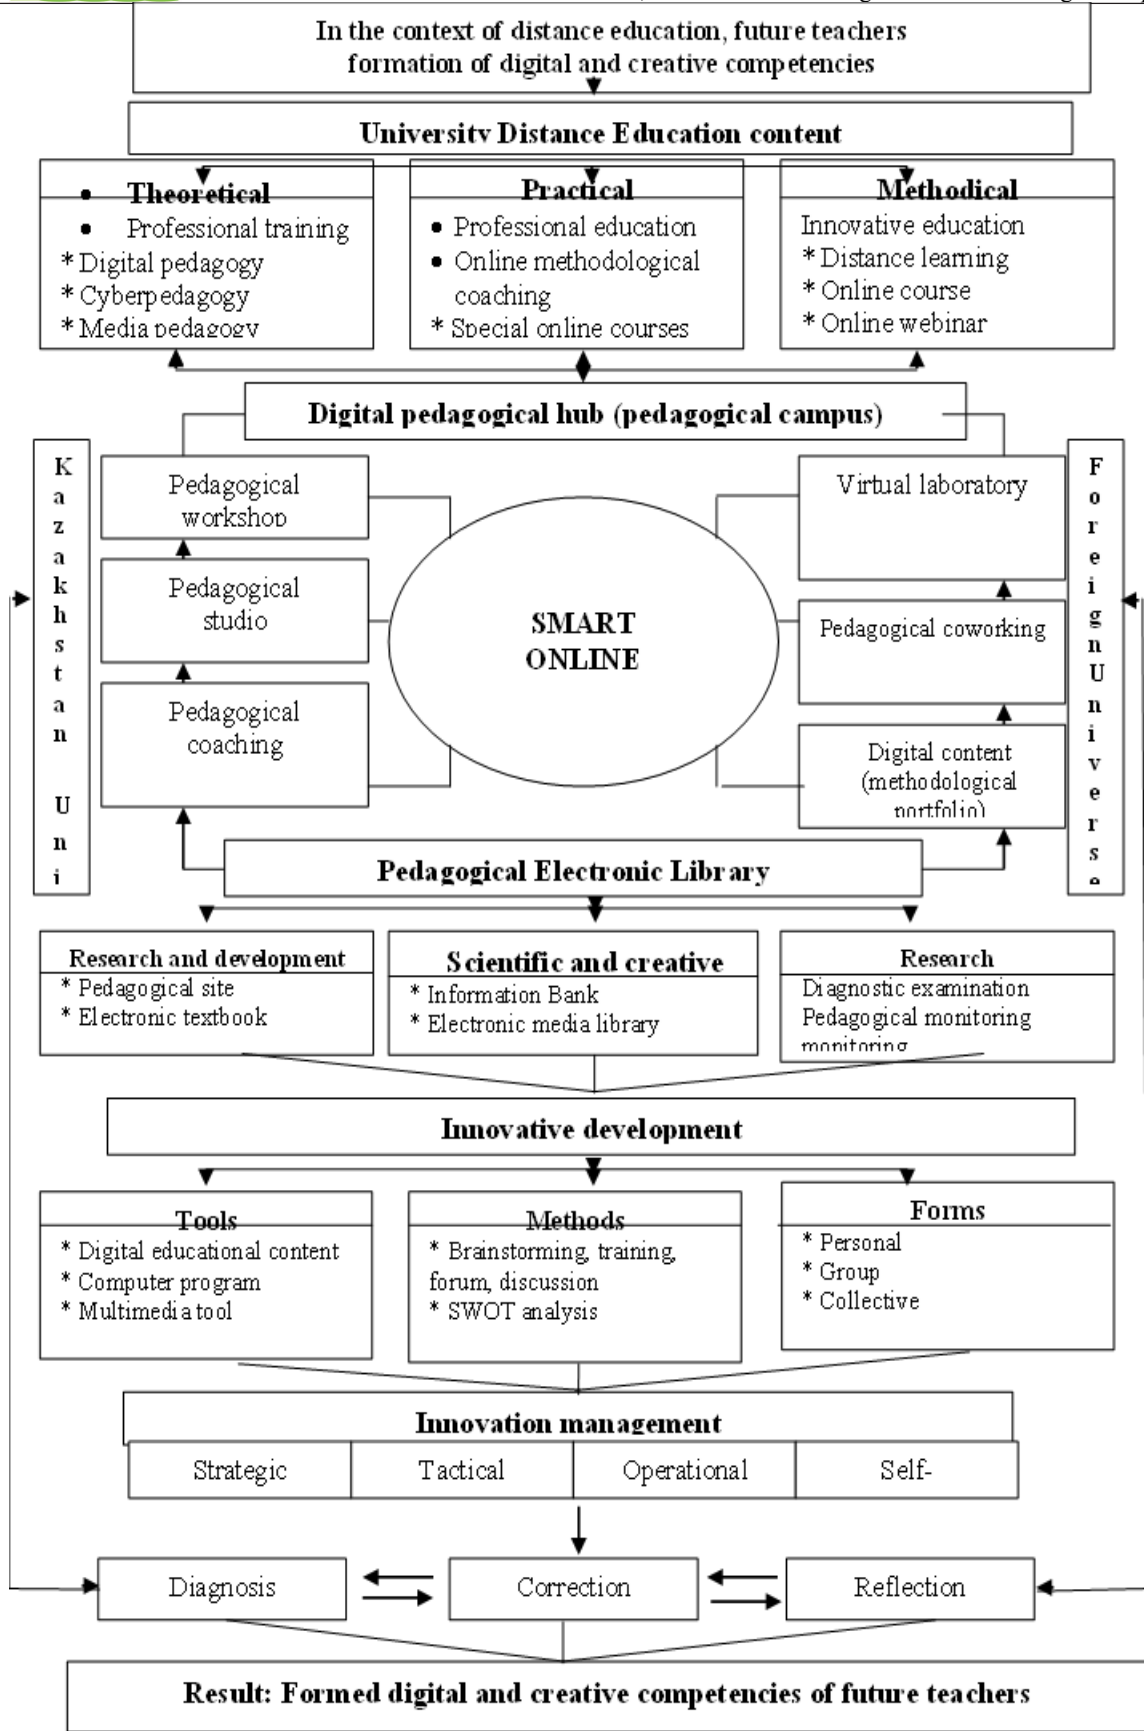 In the context of distance education, future teachers
formation of digital and creative competencies
University Distance Education content
• Theoretical
• Professional training
* Digital pedagogy
* Cyberpedagogy
* Media pedagogy
Practical
• Professional education
• Online methodological
coaching
* Special online courses
Methodical
Innovative education
* Distance learning
* Online course
* Online webinar
Digital pedagogical hub (pedagogical campus)
K
a
z
a
k
h
s
t
a
n
U
n
i
Pedagogical
workshop
Pedagogical
studio
Pedagogical
coaching
SMART
ONLINE
Virtual laboratory
Pedagogical coworking
Digital content
(methodological
portfolio)
F
o
r
e
i
g
n
U
n
i
v
e
r
s
Pedagogical Electronic Library
Research and development
* Pedagogical site
* Electronic textbook
Scientific and creative
* Information Bank
* Electronic media library
Research
Diagnostic examination
Pedagogical monitoring
monitoring
Innovative development
Tools
* Digital educational content
* Computer program
* Multimedia tool
Methods
* Brainstorming, training,
forum, discussion
* SWOT analysis
Forms
* Personal
* Group
* Collective
Innovation management
Strategic
Tactical
Operational
Self-
Diagnosis
Correction
Reflection
Result: Formed digital and creative competencies of future teachers